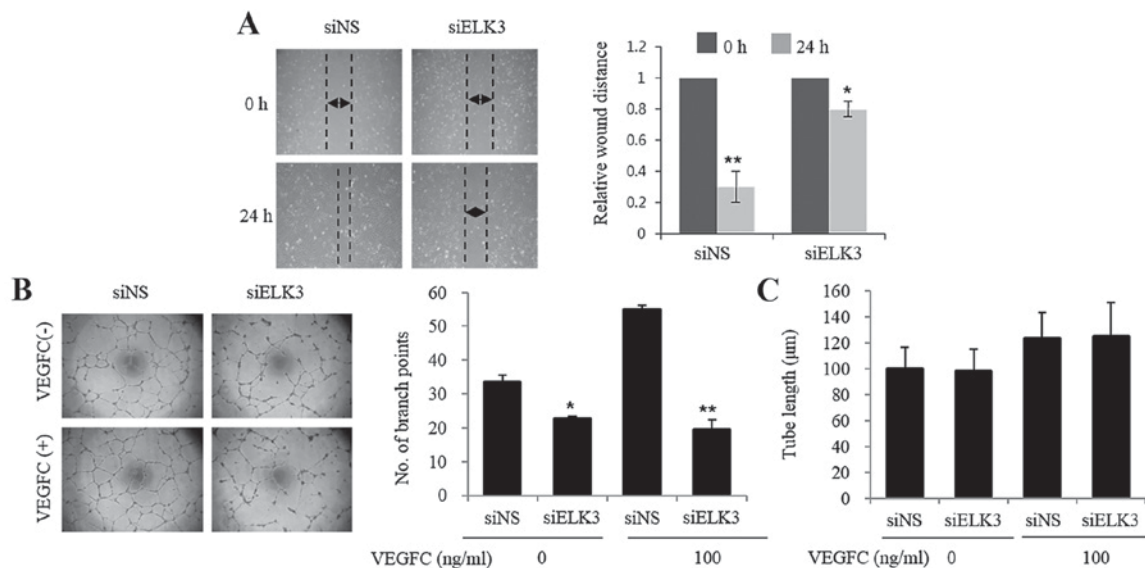 A
siNS siELK3
0 h
24 h
0 h 24 h
Relative wound distance
1.2
1
0.8
0.6
0.4
0.2
0
**
*
siNS siELK3
B
siNS siELK3
VEGFC(-)
VEGFC (+)
No. of branch points
60
50
40
30
20
10
0
*
**
siNS siELK3 siNS siELK3
VEGFC (ng/ml) 0 100
C
Tube length (µm)
160
140
120
100
80
60
40
20
0
siNS siELK3 siNS siELK3
VEGFC (ng/ml) 0 100